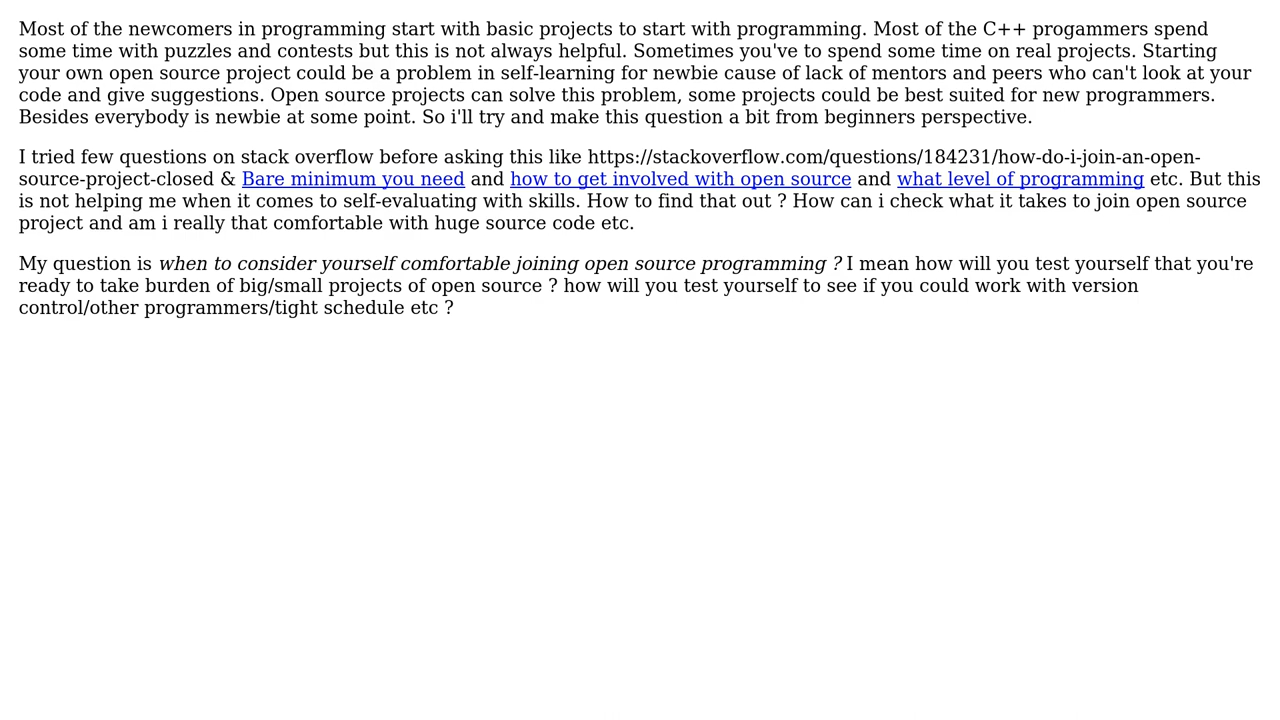 Most of the newcomers in programming start with basic projects to start with programming. Most of the C++ progammers spend
some time with puzzles and contests but this is not always helpful. Sometimes you've to spend some time on real projects. Starting
your own open source project could be a problem in self-learning for newbie cause of lack of mentors and peers who can't look at your
code and give suggestions. Open source projects can solve this problem, some projects could be best suited for new programmers.
Besides everybody is newbie at some point. So i'll try and make this question a bit from beginners perspective.
I tried few questions on stack overflow before asking this like https://stackoverflow.com/questions/184231/how-do-i-join-an-open-
source-project-closed & Bare minimum you need and how to get involved with open source and what level of programming etc. But this
is not helping me when it comes to self-evaluating with skills. How to find that out ? How can i check what it takes to join open source
project and am i really that comfortable with huge source code etc.
My question is when to consider yourself comfortable joining open source programming ? I mean how will you test yourself that you're
ready to take burden of big/small projects of open source ? how will you test yourself to see if you could work with version
control/other programmers/tight schedule etc ?